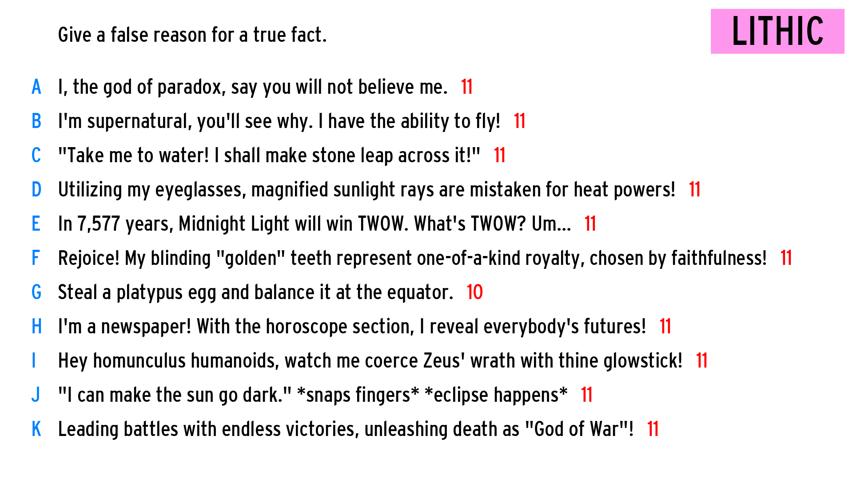 Give a false reason for a true fact.
LITHIC
A I, the god of paradox, say you will not believe me. 11
B I'm supernatural, you'll see why. I have the ability to fly! 11
C "Take me to water! I shall make stone leap across it!" 11
D Utilizing my eyeglasses, magnified sunlight rays are mistaken for heat powers! 11
E In 7,577 years, Midnight Light will win TWOW. What's TWOW? Um... 11
F Rejoice! My blinding "golden" teeth represent one-of-a-kind royalty, chosen by faithfulness! 11
G Steal a platypus egg and balance it at the equator. 10
H I'm a newspaper! With the horoscope section, I reveal everybody's futures! 11
I Hey homunculus humanoids, watch me coerce Zeus' wrath with thine glowstick! 11
J "I can make the sun go dark." *snaps fingers* *eclipse happens* 11
K Leading battles with endless victories, unleashing death as "God of War"! 11